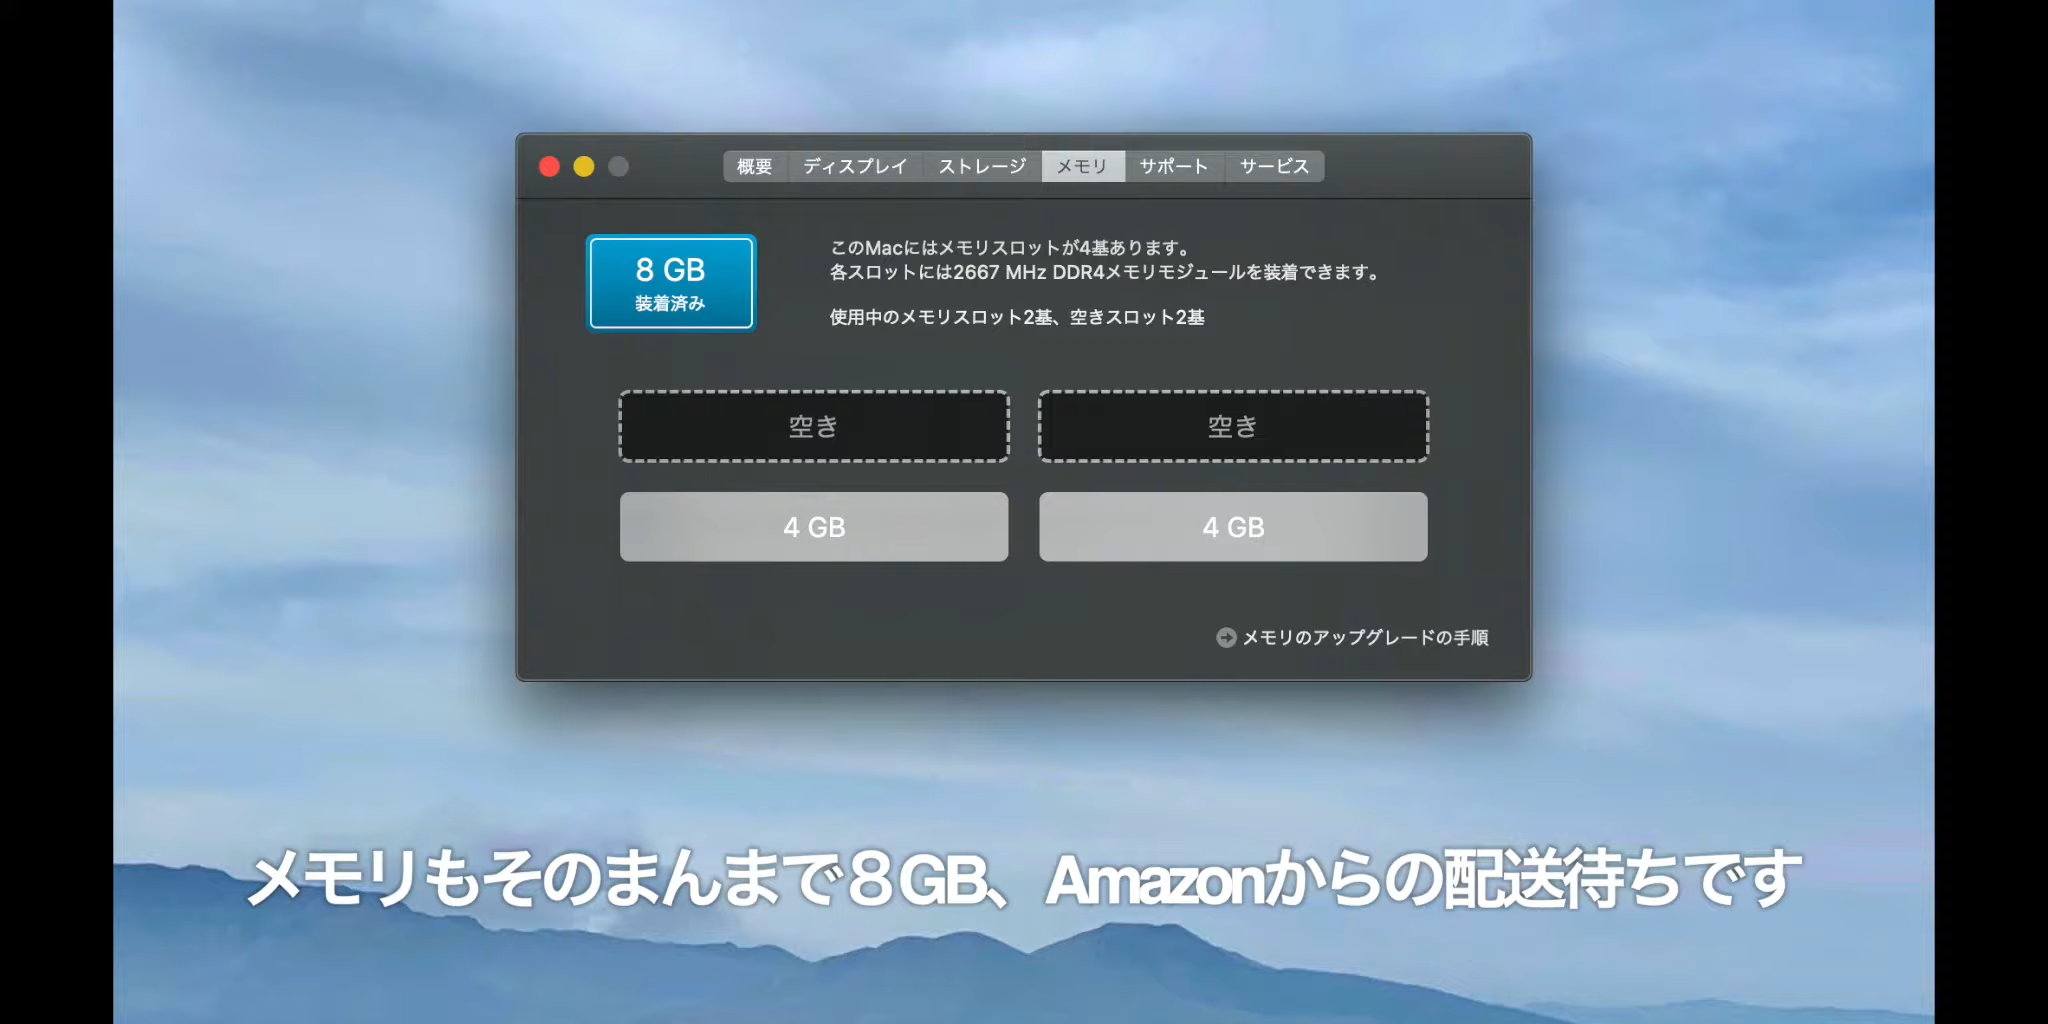 概要 ディスプレイ ストレージ メモリ サポート サービス
8 GB
装着済み
このMacにはメモリスロットが4基あります。
各スロットには2667 MHz DDR4メモリモジュールを装着できます。
使用中のメモリスロット2基、空きスロット2基
空き 空き
4 GB 4 GB
メモリのアップグレードの手順
メモリもそのまんまで８GB、Amazonからの配送待ちです